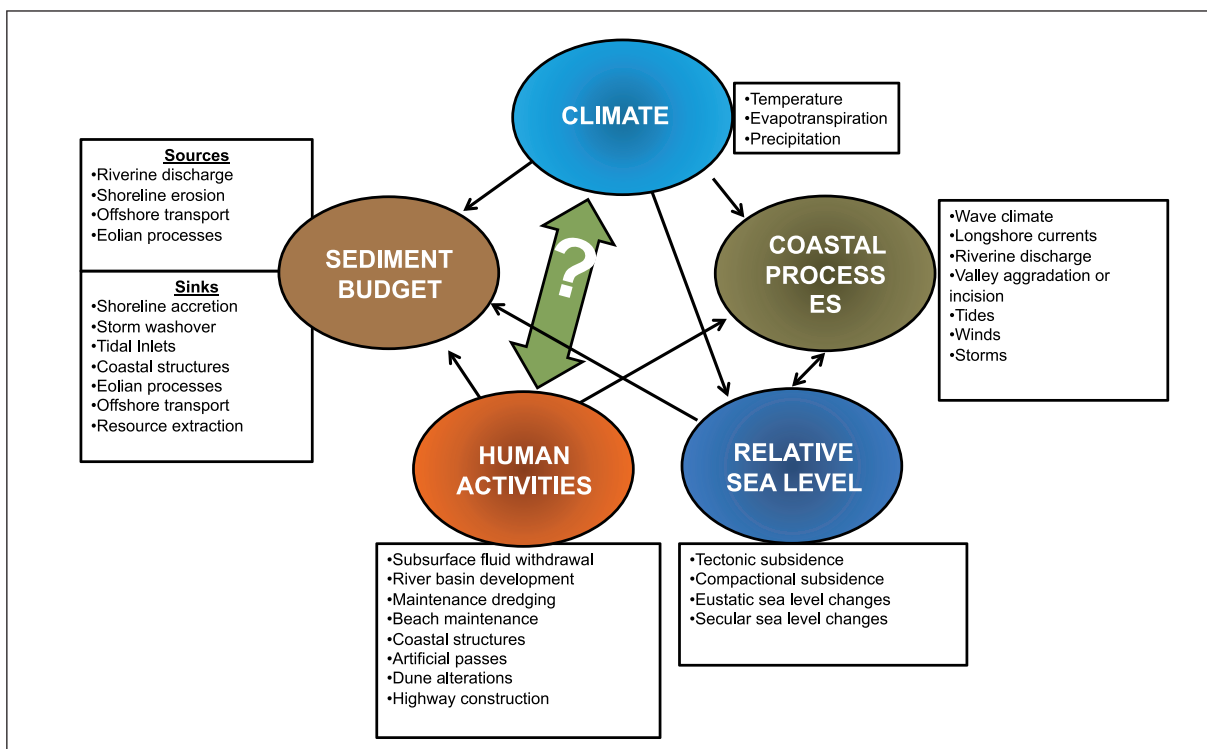 CLIMATE
•Temperature
•Evapotranspiration
•Precipitation
Sources
•Riverine discharge
•Shoreline erosion
•Offshore transport
•Eolian processes
Sinks
•Shoreline accretion
•Storm washover
•Tidal Inlets
•Coastal structures
•Eolian processes
•Offshore transport
•Resource extraction
SEDIMENT
BUDGET
?
COASTAL
PROCESS
ES
•Wave climate
•Longshore currents
•Riverine discharge
•Valley aggradation or
incision
•Tides
•Winds
•Storms
HUMAN
ACTIVITIES
•Subsurface fluid withdrawal
•River basin development
•Maintenance dredging
•Beach maintenance
•Coastal structures
•Artificial passes
•Dune alterations
•Highway construction
RELATIVE
SEA LEVEL
•Tectonic subsidence
•Compactional subsidence
•Eustatic sea level changes
•Secular sea level changes